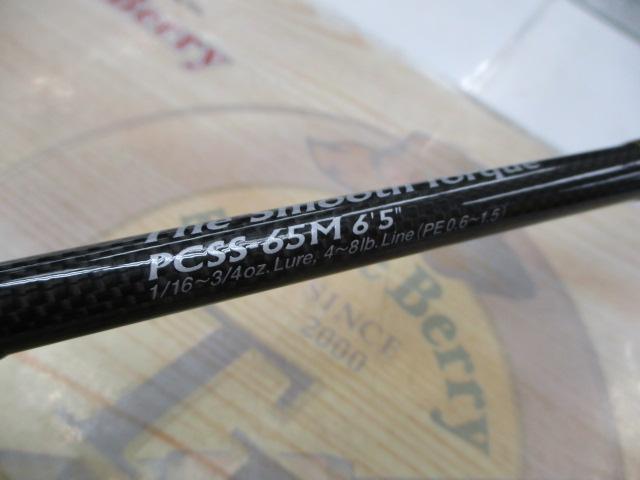 Berry
The Smooth Torque
PCSS-65M 6'5"
1/16~3/4oz. Lure, 4~8lb. Line (PE 0.6~1.5)
Berry
SINCE
2000